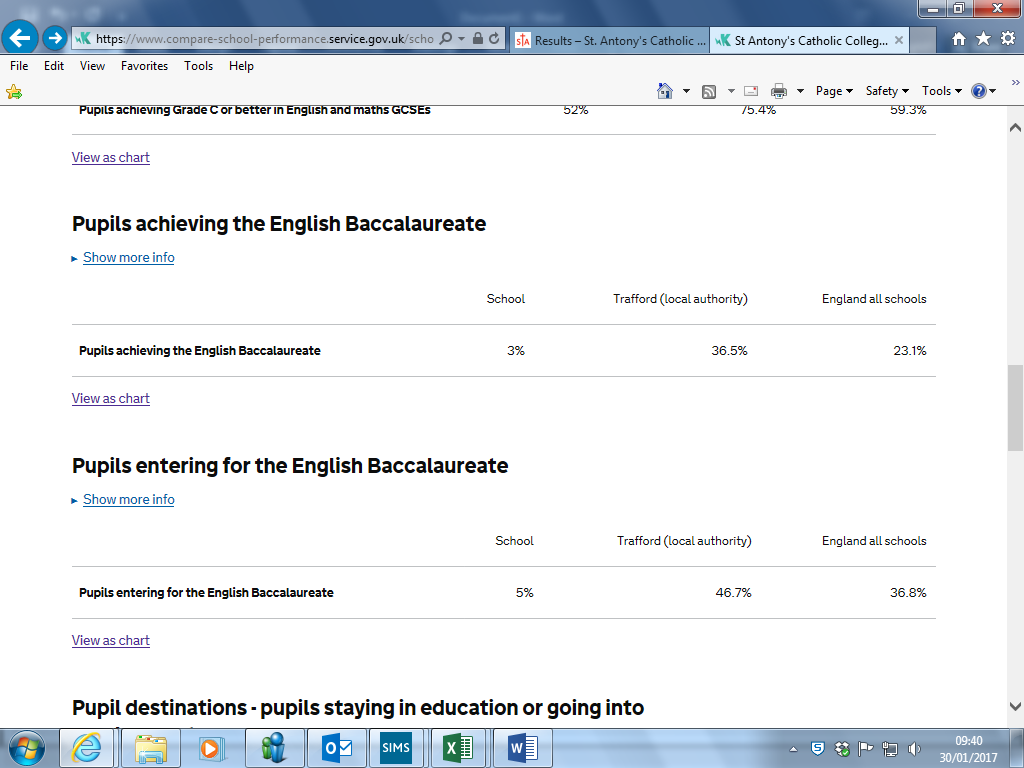 https://www.compare-school-performance.service.gov.uk/scho
Results – St. Antony's Catholic ...
St Antony's Catholic Colleg...
File Edit View Favorites Tools Help
Page Safety Tools
Pupils achieving Grade C or better in English and maths GCSEs 52% 75.4% 59.3%
View as chart
Pupils achieving the English Baccalaureate
Show more info
School Trafford (local authority) England all schools
Pupils achieving the English Baccalaureate 3% 36.5% 23.1%
View as chart
Pupils entering for the English Baccalaureate
Show more info
School Trafford (local authority) England all schools
Pupils entering for the English Baccalaureate 5% 46.7% 36.8%
View as chart
Pupil destinations - pupils staying in education or going into
SIMS
09:40
30/01/2017